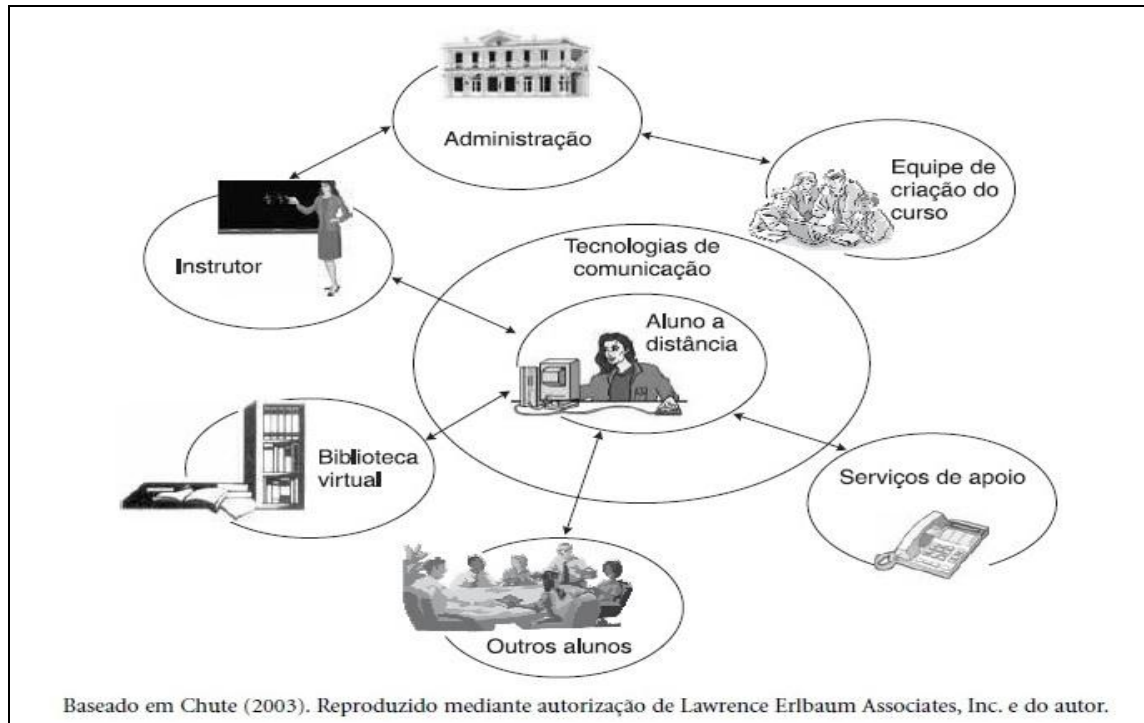 Administração
Equipe de
criação do
curso
Instrutor
Tecnologias de
comunicação
Aluno a
distância
Biblioteca
virtual
Serviços de apoio
Outros alunos
Baseado em Chute (2003). Reproduzido mediante autorização de Lawrence Erlbaum Associates, Inc. e do autor.